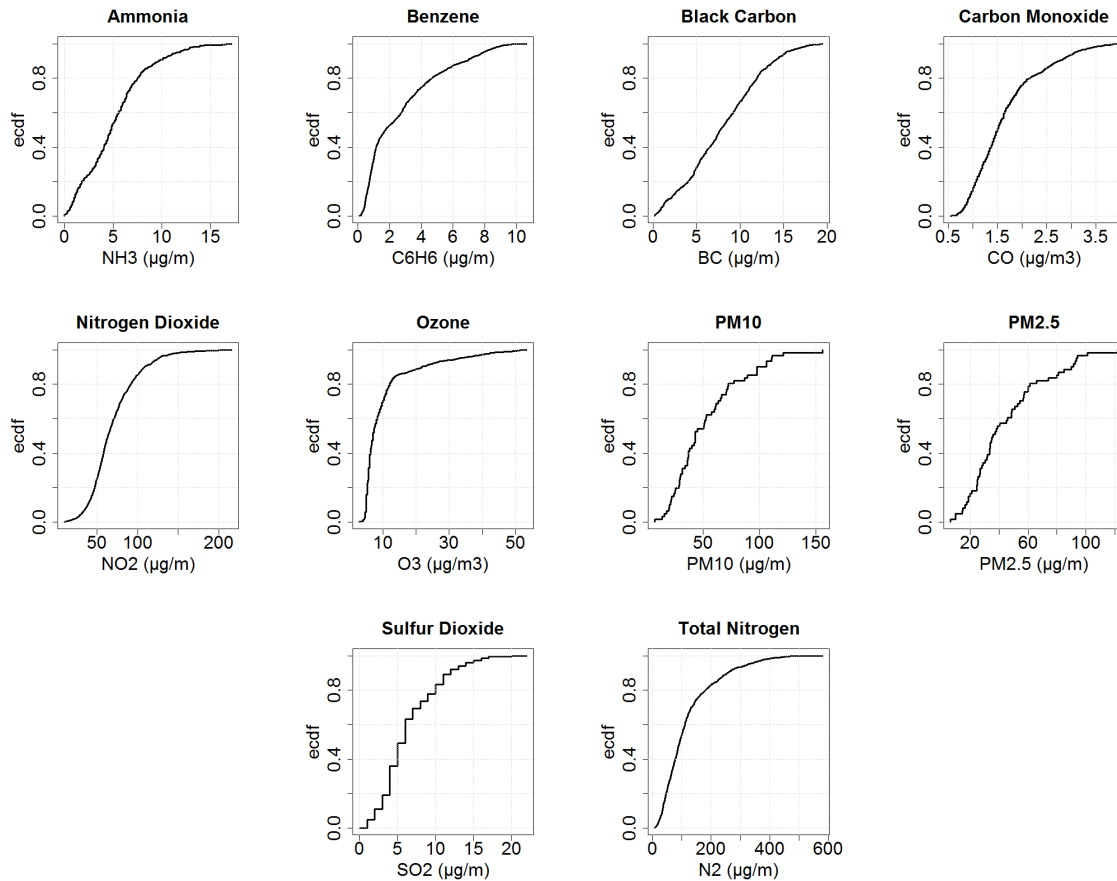 Ammonia
ecdf
0.0 0.4 0.8
0 5 10 15
NH3 (µg/m)
Benzene
ecdf
0.0 0.4 0.8
0 2 4 6 8 10
C6H6 (µg/m)
Black Carbon
ecdf
0.0 0.4 0.8
0 5 10 15 20
BC (µg/m)
Carbon Monoxide
ecdf
0.0 0.4 0.8
0.5 1.5 2.5 3.5
CO (µg/m3)
Nitrogen Dioxide
ecdf
0.0 0.4 0.8
50 100 200
NO2 (µg/m)
Ozone
ecdf
0.0 0.4 0.8
10 30 50
O3 (µg/m3)
PM10
ecdf
0.0 0.4 0.8
50 100 150
PM10 (µg/m)
PM2.5
ecdf
0.0 0.4 0.8
20 60 100
PM2.5 (µg/m)
Sulfur Dioxide
ecdf
0.0 0.4 0.8
0 5 10 15 20
SO2 (µg/m)
Total Nitrogen
ecdf
0.0 0.4 0.8
0 200 400 600
N2 (µg/m)